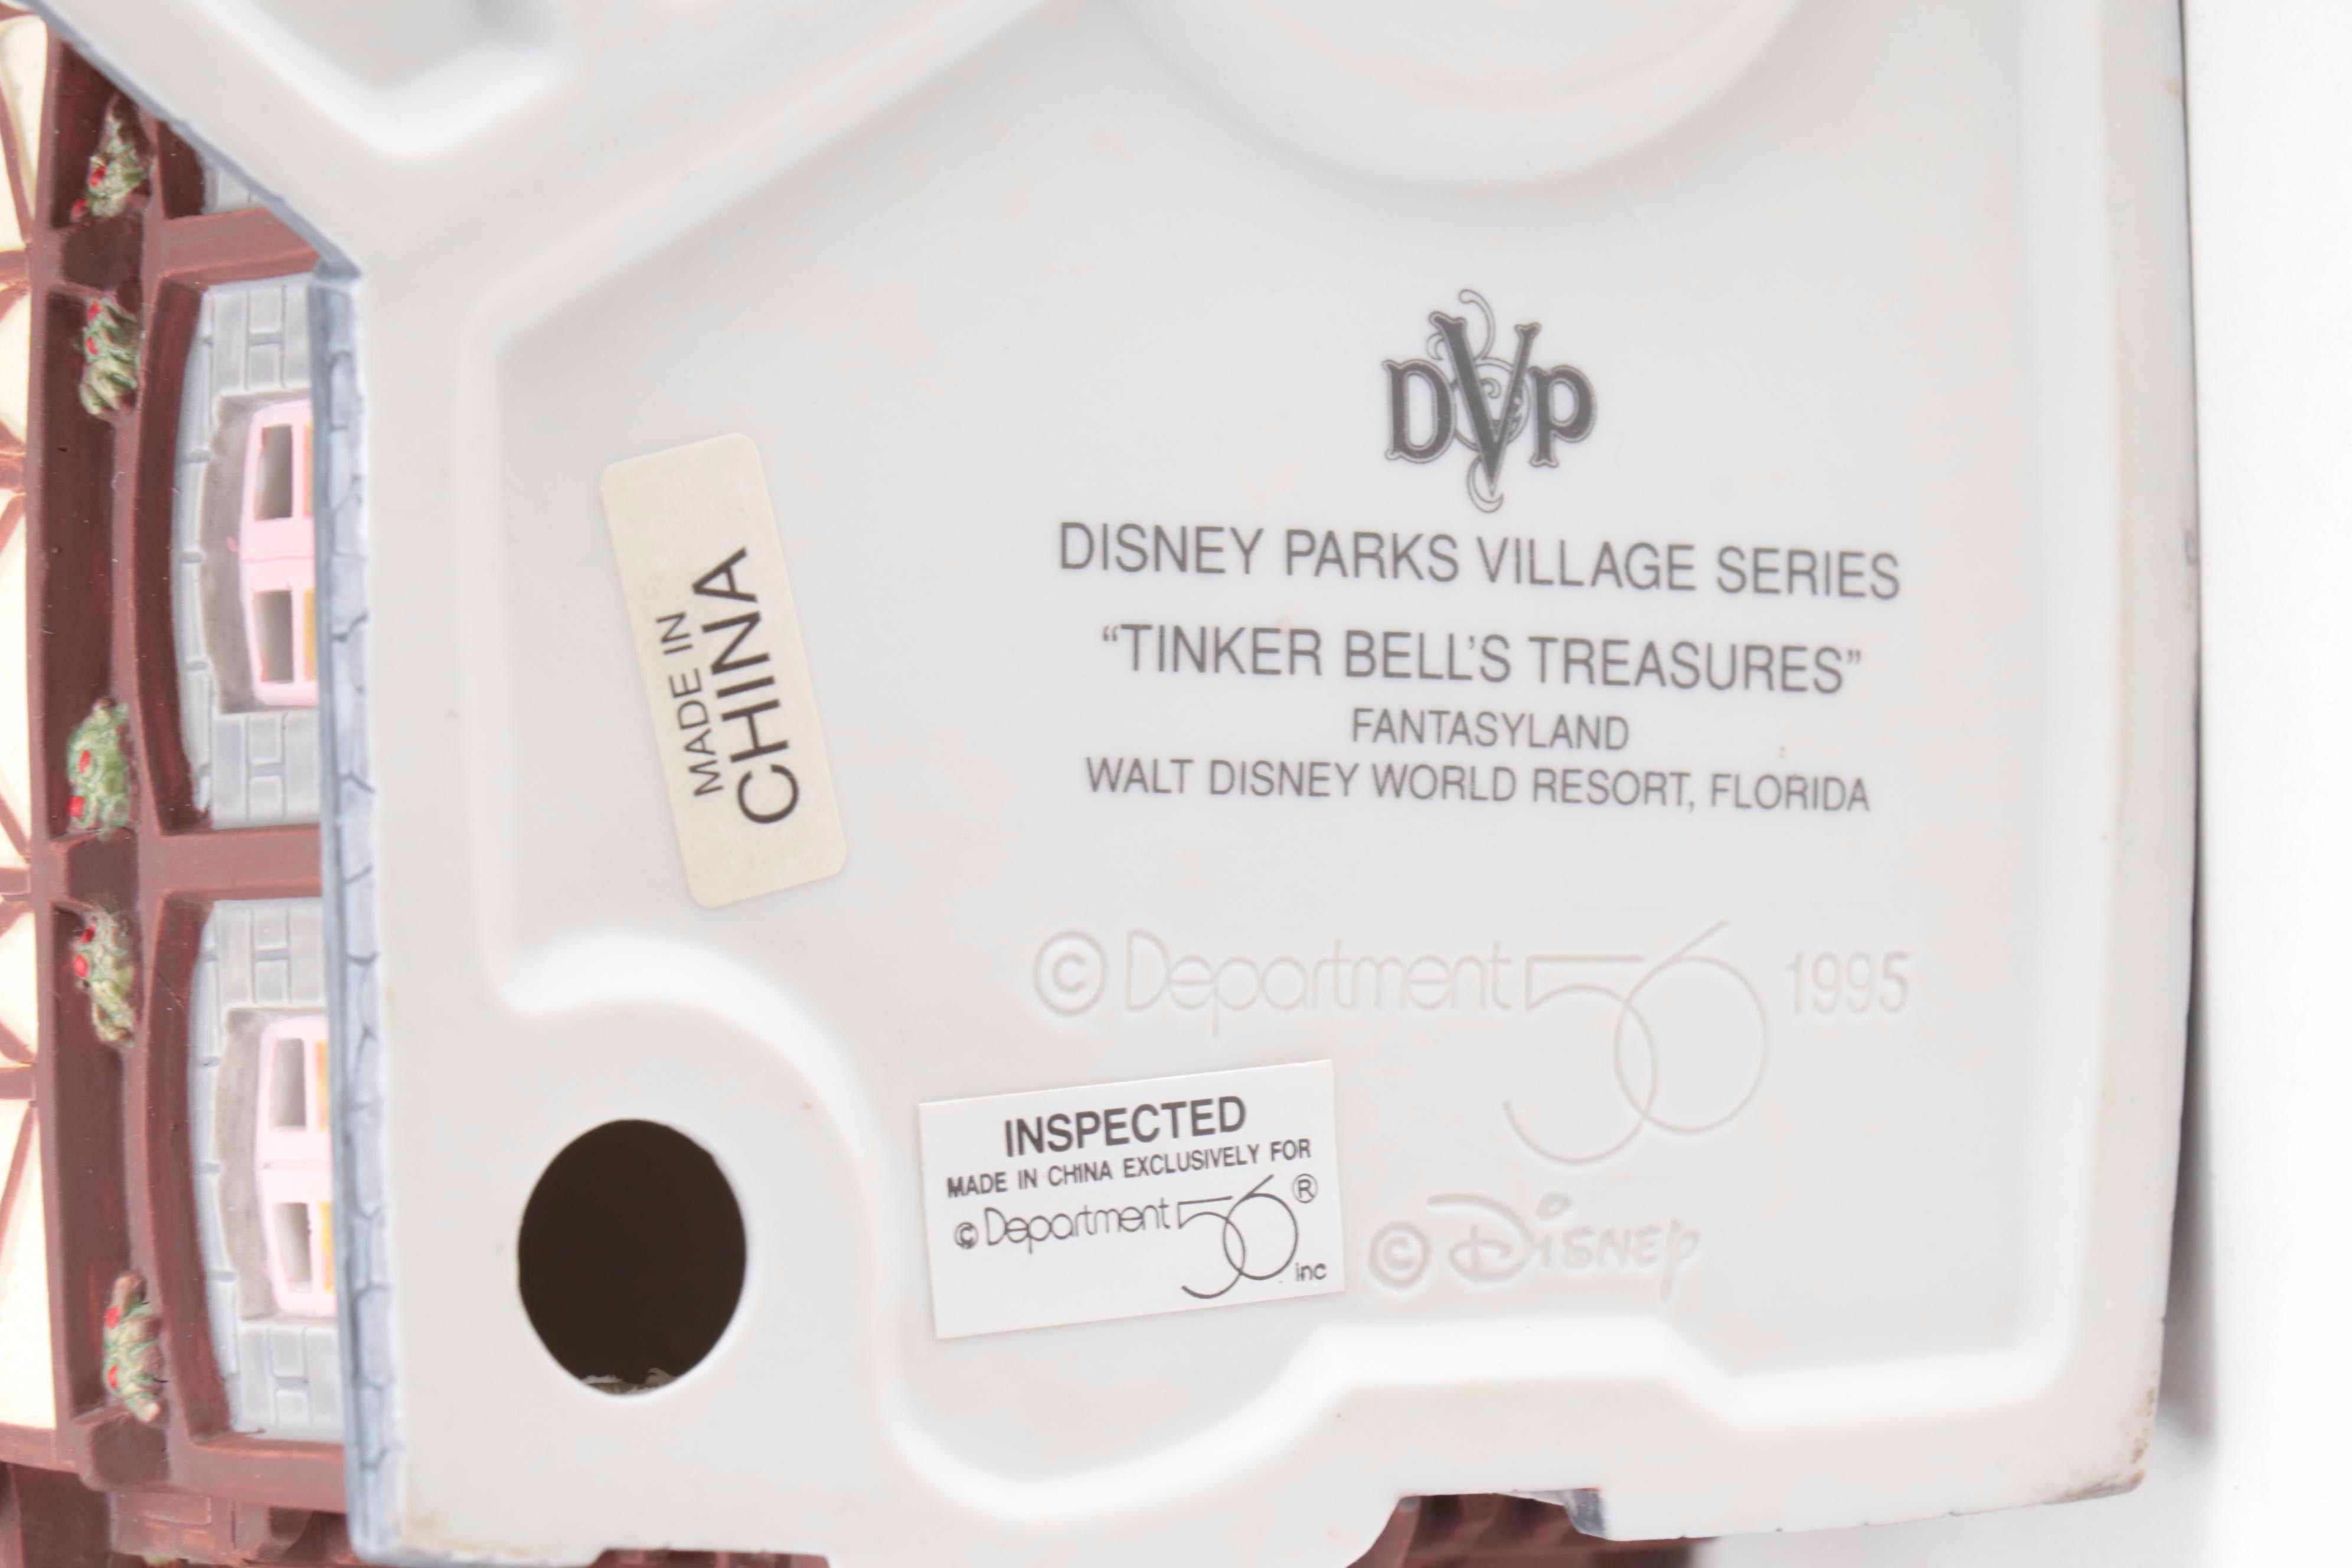 DVP
DISNEY PARKS VILLAGE SERIES
“TINKER BELL’S TREASURES”
FANTASYLAND
WALT DISNEY WORLD RESORT, FLORIDA
MADE IN
CHINA
© Department 56 1995
INSPECTED
MADE IN CHINA EXCLUSIVELY FOR
© Department 56 ® inc
© Disney